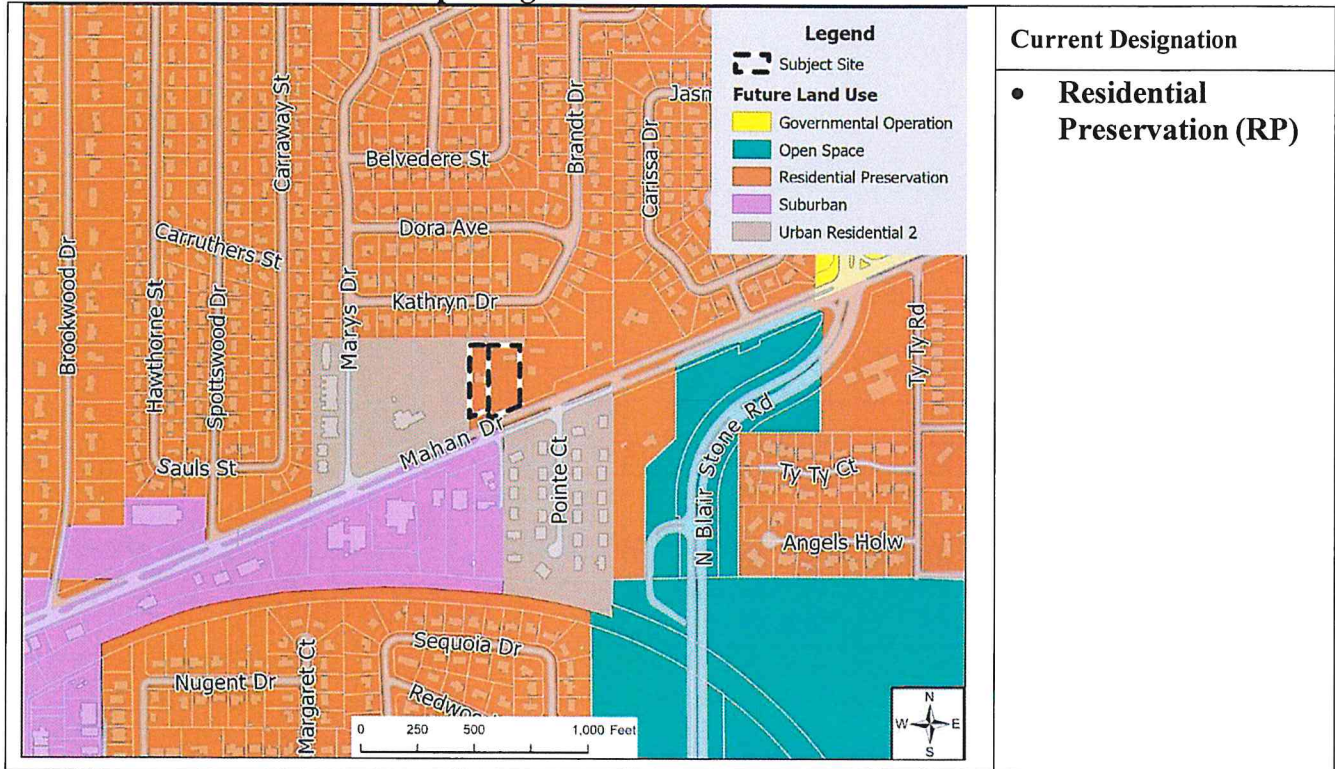 Legend
Subject Site
Future Land Use
Governmental Operation
Open Space
Residential Preservation
Suburban
Urban Residential 2
Current Designation
• Residential
Preservation (RP)
Carraway St
Brandt Dr
Jasm
Belvedere St
Carissa Dr
Dora Ave
Carruthers St
Brookwood Dr
Hawthorne St
Spottswood Dr
Marys Dr
Kathryn Dr
Ty Ty Rd
Mahan Dr
N Blair Stone Rd
Sauls St
Pointe Ct
Ty Ty Ct
Angels Holw
Sequoia Dr
Margaret Ct
Nugent Dr
Redwoo
0 250 500 1,000 Feet
N
W E
S